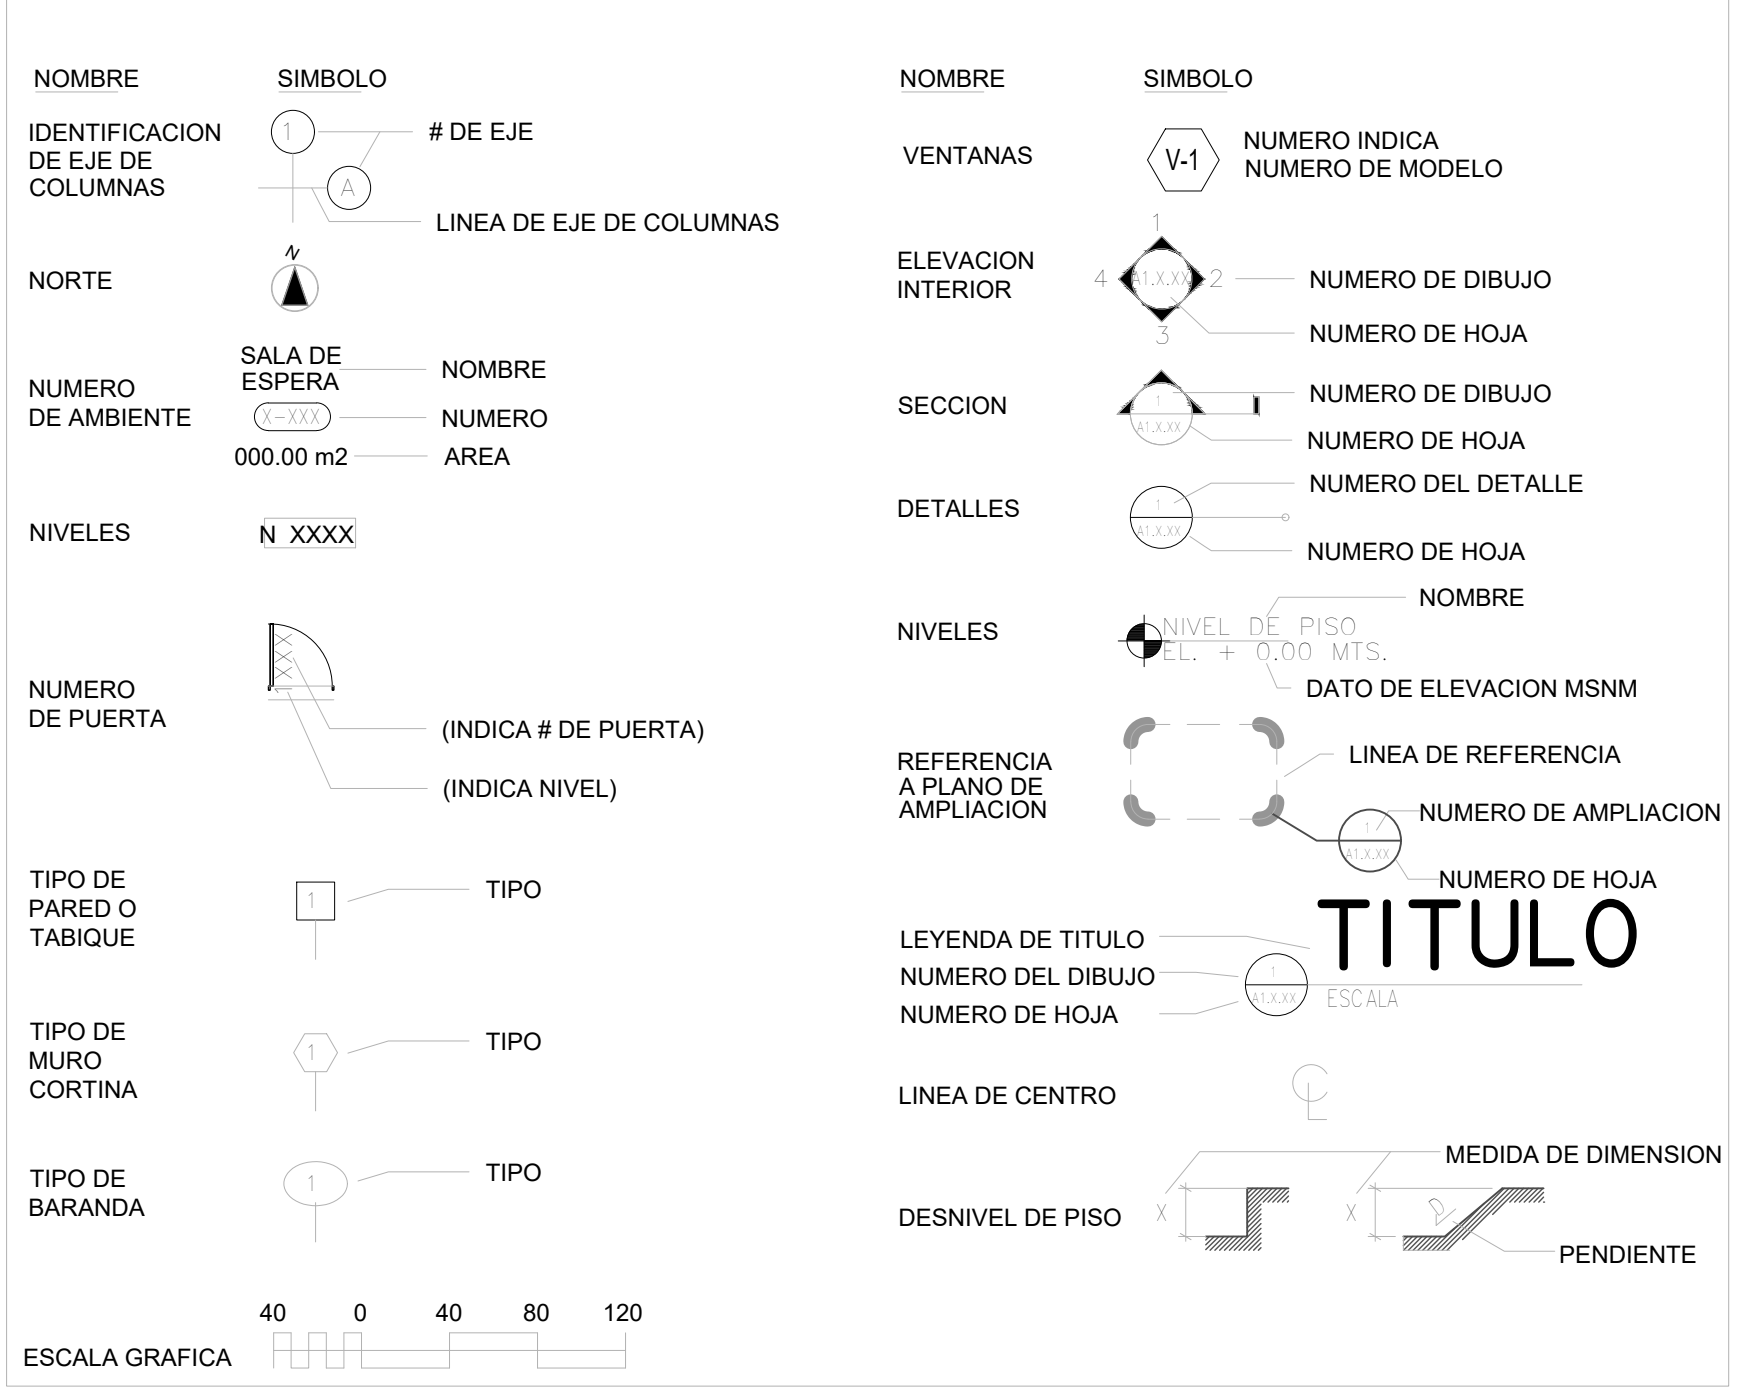 NOMBRE
SIMBOLO
IDENTIFICACION
DE EJE DE
COLUMNAS
1
# DE EJE
A
LINEA DE EJE DE COLUMNAS
NORTE
N
NUMERO
DE AMBIENTE
SALA DE
ESPERA
NOMBRE
X-XXX
NUMERO
000.00 m2
AREA
NIVELES
N XXXX
NUMERO
DE PUERTA
XXX
1
(INDICA # DE PUERTA)
(INDICA NIVEL)
TIPO DE
PARED O
TABIQUE
1
TIPO
TIPO DE
MURO
CORTINA
1
TIPO
TIPO DE
BARANDA
1
TIPO
ESCALA GRAFICA
40 0 40 80 120
NOMBRE
SIMBOLO
VENTANAS
V-1
NUMERO INDICA
NUMERO DE MODELO
ELEVACION
INTERIOR
1
4
A1.X.XX
2
3
NUMERO DE DIBUJO
NUMERO DE HOJA
SECCION
1
A1.X.XX
NUMERO DE DIBUJO
NUMERO DE HOJA
DETALLES
1
A1.X.XX
NUMERO DEL DETALLE
NUMERO DE HOJA
NIVELES
NOMBRE
NIVEL DE PISO
EL. + 0.00 MTS.
DATO DE ELEVACION MSNM
REFERENCIA
A PLANO DE
AMPLIACION
LINEA DE REFERENCIA
1
A1.X.XX
NUMERO DE AMPLIACION
NUMERO DE HOJA
LEYENDA DE TITULO
NUMERO DEL DIBUJO
NUMERO DE HOJA
TITULO
1
A1.X.XX
ESCALA
LINEA DE CENTRO
CL
DESNIVEL DE PISO
MEDIDA DE DIMENSION
X
X
D
PENDIENTE